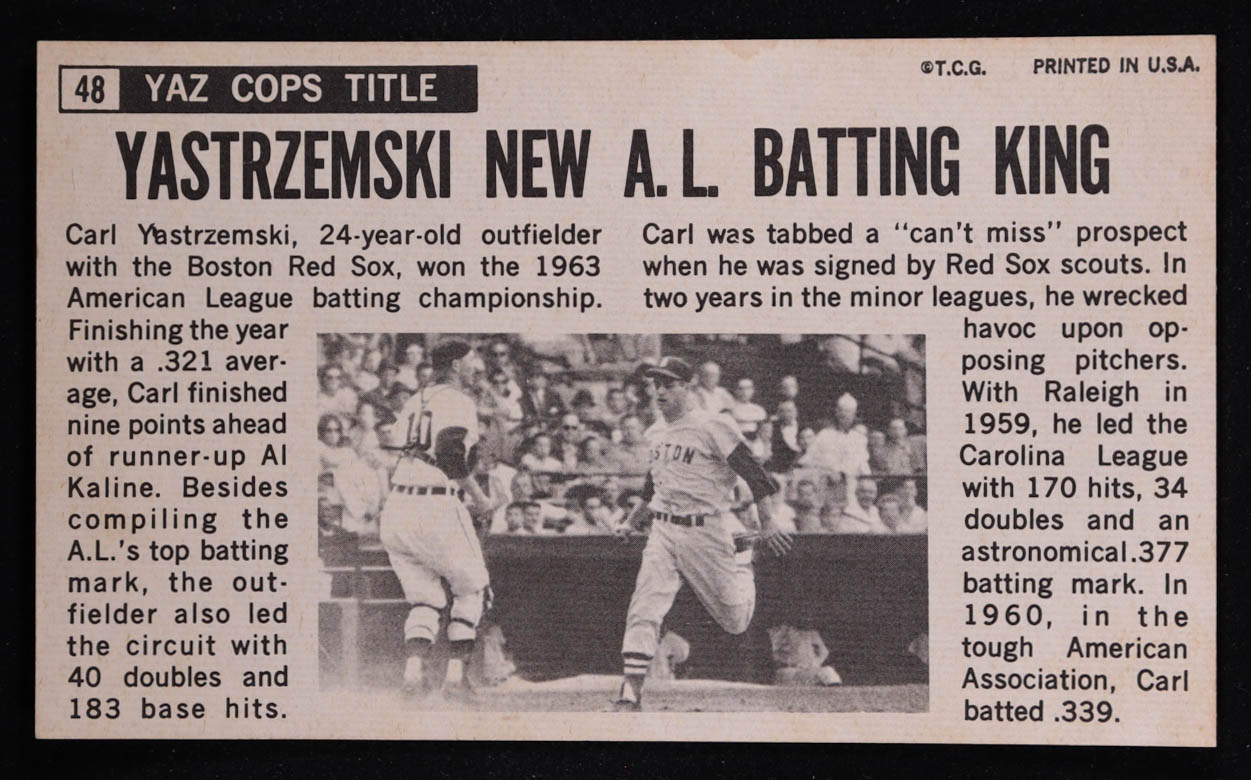 48 YAZ COPS TITLE
©T.C.G. PRINTED IN U.S.A.
YASTRZEMSKI NEW A.L. BATTING KING
Carl Yastrzemski, 24-year-old outfielder
with the Boston Red Sox, won the 1963
American League batting championship.
Finishing the year
with a .321 aver-
age, Carl finished
nine points ahead
of runner-up Al
Kaline. Besides
compiling the
A.L.'s top batting
mark, the out-
fielder also led
the circuit with
40 doubles and
183 base hits.
10
STON
Carl was tabbed a "can't miss" prospect
when he was signed by Red Sox scouts. In
two years in the minor leagues, he wrecked
havoc upon op-
posing pitchers.
With Raleigh in
1959, he led the
Carolina League
with 170 hits, 34
doubles and an
astronomical .377
batting mark. In
1960, in the
tough American
Association, Carl
batted .339.